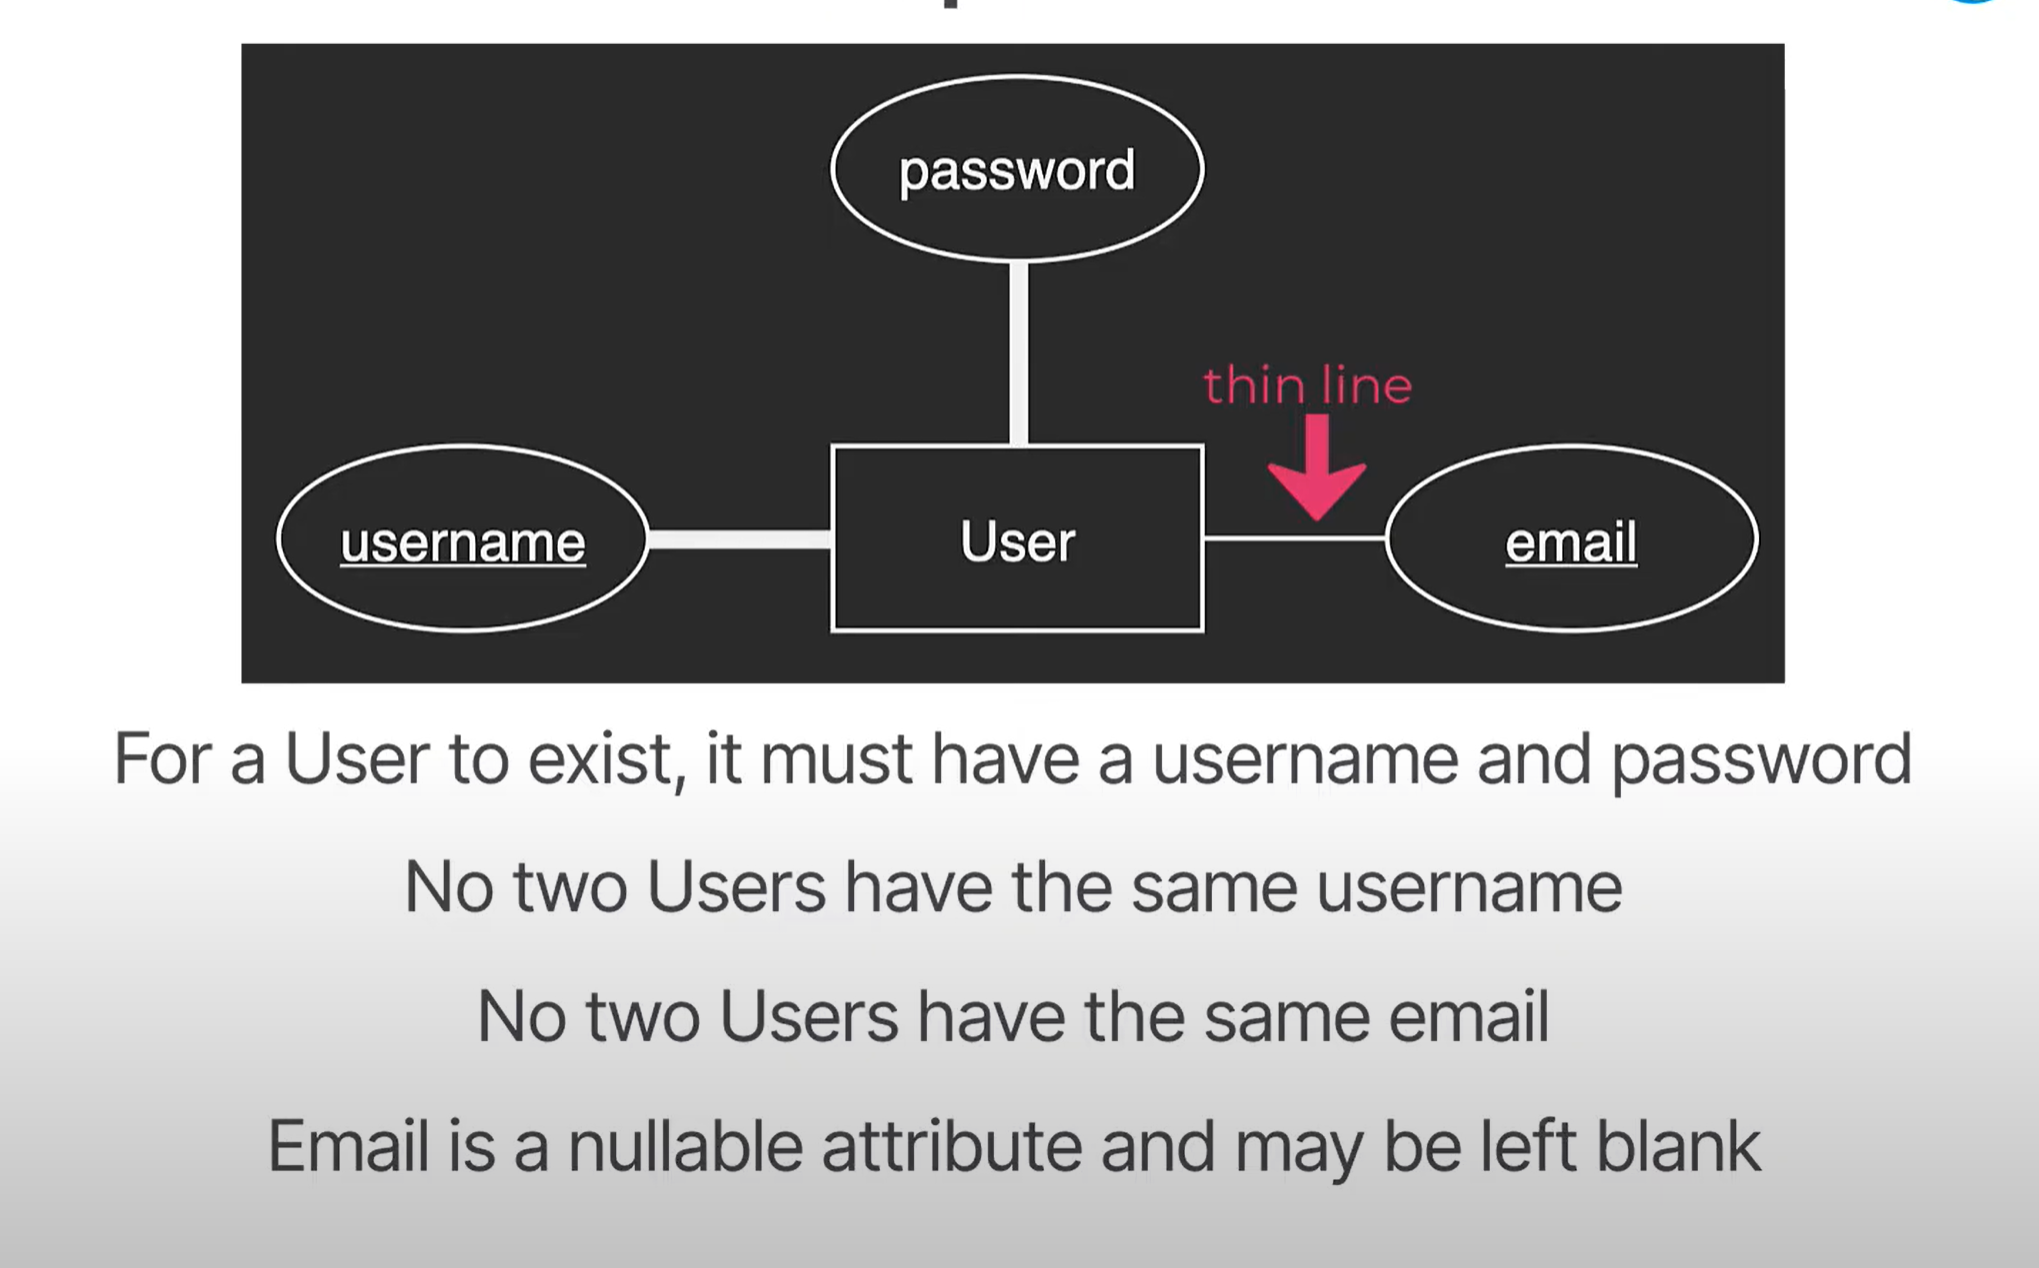 password
thin line
username
User
email
For a User to exist, it must have a username and password
No two Users have the same username
No two Users have the same email
Email is a nullable attribute and may be left blank